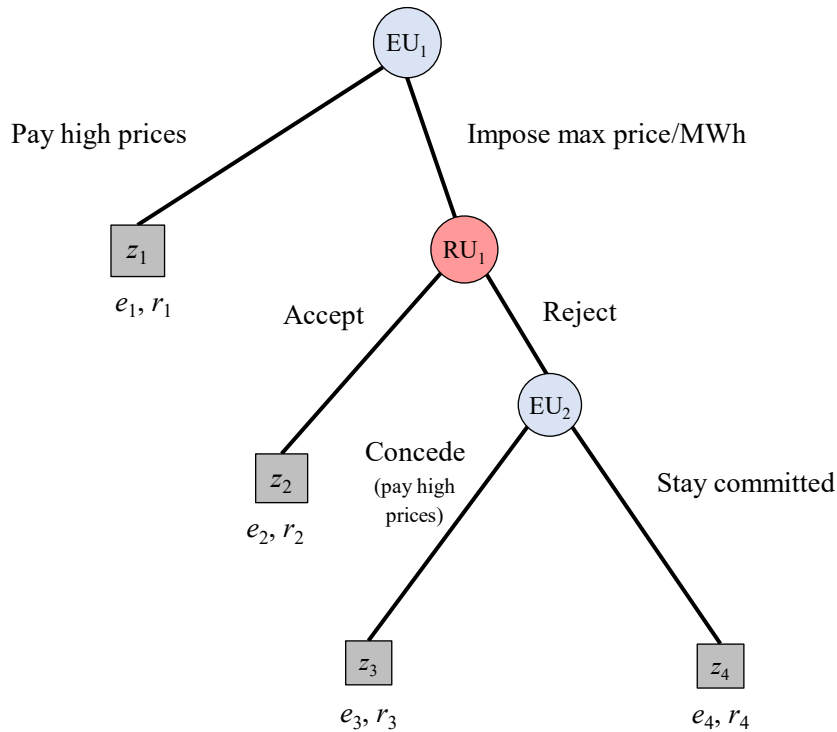 EU₁
Pay high prices
Impose max price/MWh
z₁
RU₁
e₁, r₁
Accept
Reject
EU₂
Concede
(pay high
prices)
Stay committed
z₂
e₂, r₂
z₃
z₄
e₃, r₃
e₄, r₄